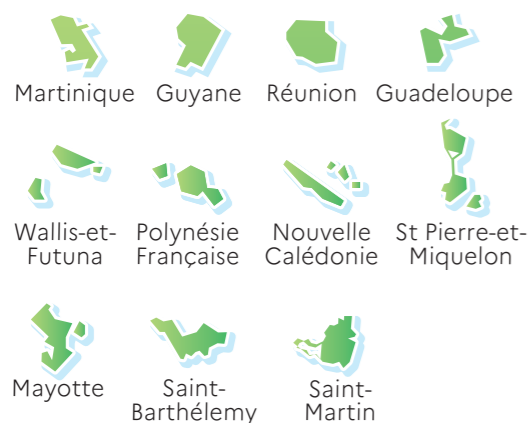 Martinique
Guyane
Réunion
Guadeloupe
Wallis-et-
Futuna
Polynésie
Française
Nouvelle
Calédonie
St Pierre-et-
Miquelon
Mayotte
Saint-
Barthélemy
Saint-
Martin